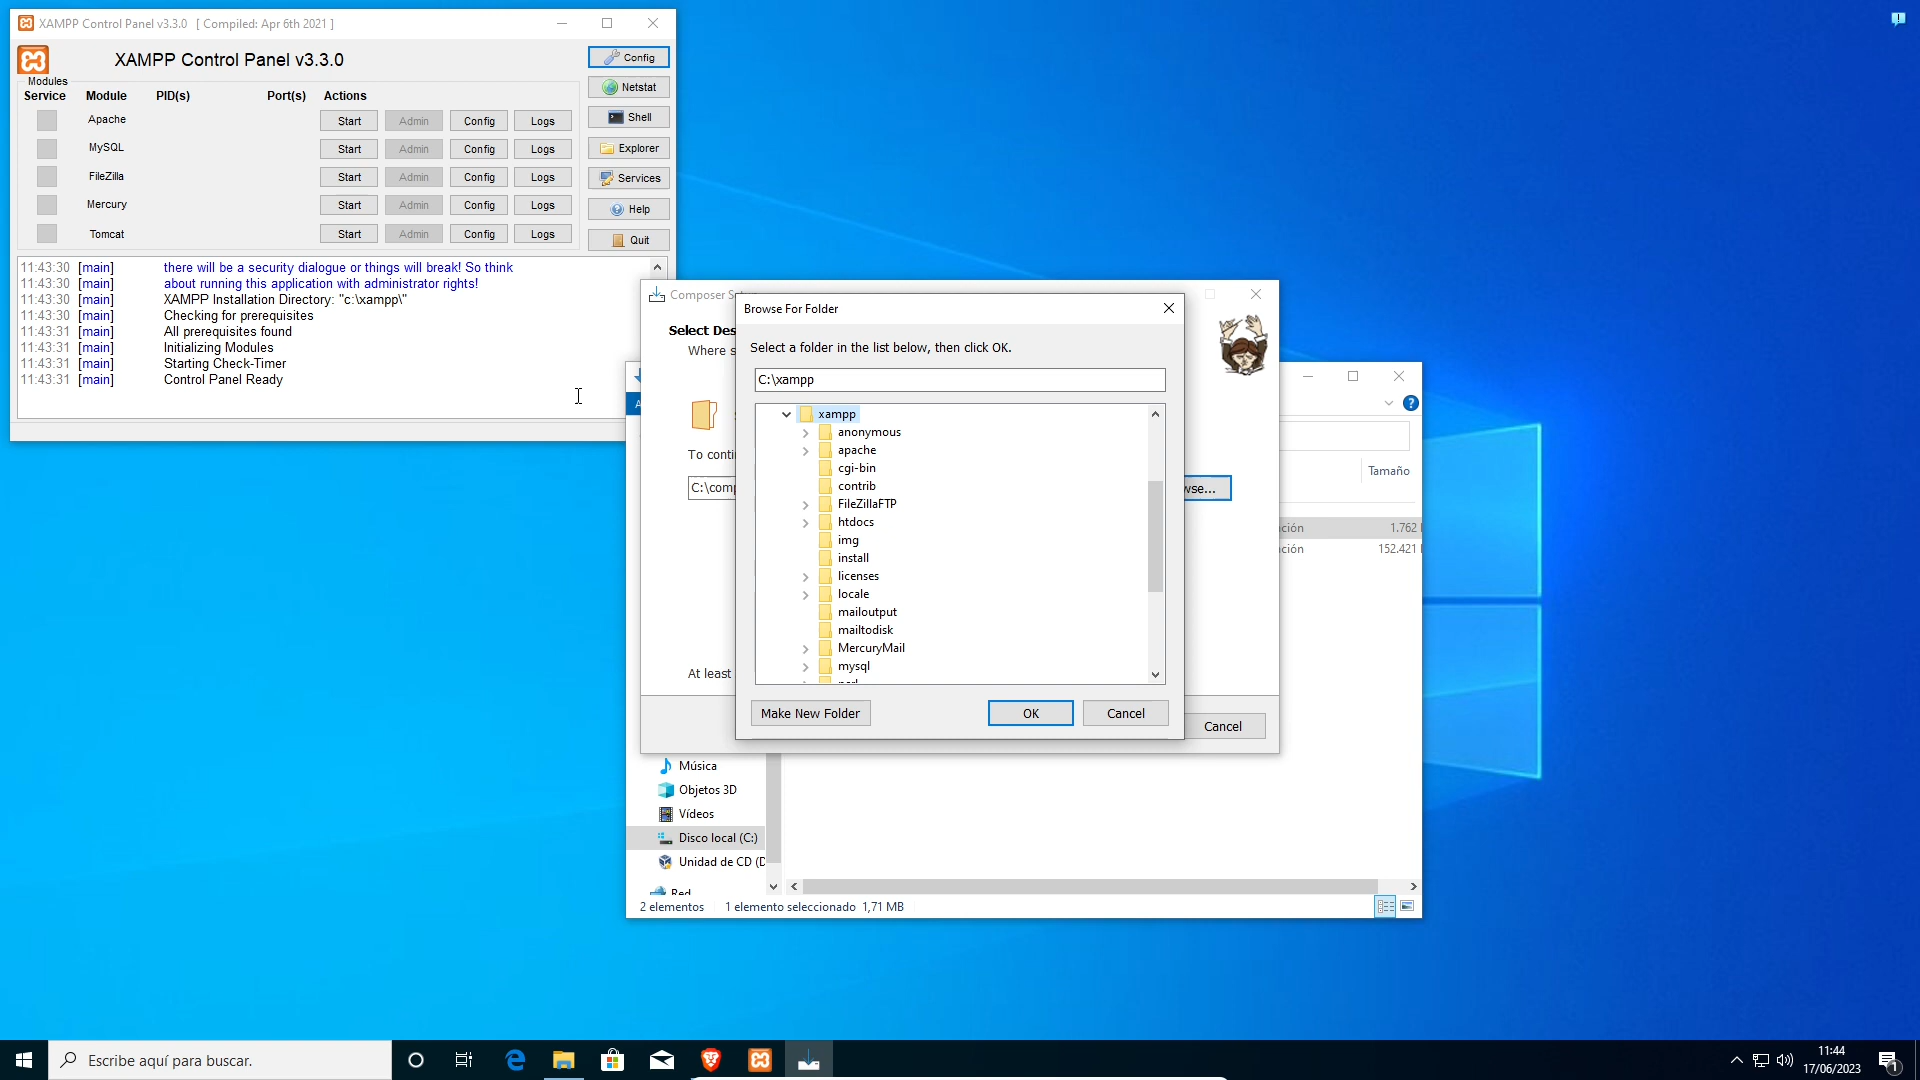 XAMPP Control Panel v3.3.0 [ Compiled: Apr 6th 2021 ]
XAMPP Control Panel v3.3.0
Config
Modules
Service Module PID(s) Port(s) Actions
Netstat
Apache Start Admin Config Logs
Shell
MySQL Start Admin Config Logs
Explorer
FileZilla Start Admin Config Logs
Services
Mercury Start Admin Config Logs
Help
Tomcat Start Admin Config Logs
Quit
11:43:30 [main] there will be a security dialogue or things will break! So think
11:43:30 [main] about running this application with administrator rights!
11:43:30 [main] XAMPP Installation Directory: "c:\xampp\"
11:43:30 [main] Checking for prerequisites
11:43:31 [main] All prerequisites found
11:43:31 [main] Initializing Modules
11:43:31 [main] Starting Check-Timer
11:43:31 [main] Control Panel Ready
Composer
Select
Where
To
C:\
At least
Cancel
Browse For Folder
Select a folder in the list below, then click OK.
C:\xampp
xampp
anonymous
apache
cgi-bin
contrib
FileZillaFTP
htdocs
img
install
licenses
locale
mailoutput
mailtodisk
MercuryMail
mysql
Make New Folder
OK
Cancel
Tamaño
1.762
152.421
Música
Objetos 3D
Vídeos
Disco local (C:)
Unidad de CD (D
Red
2 elementos 1 elemento seleccionado 1,71 MB
Escribe aquí para buscar.
11:44
17/06/2023
1